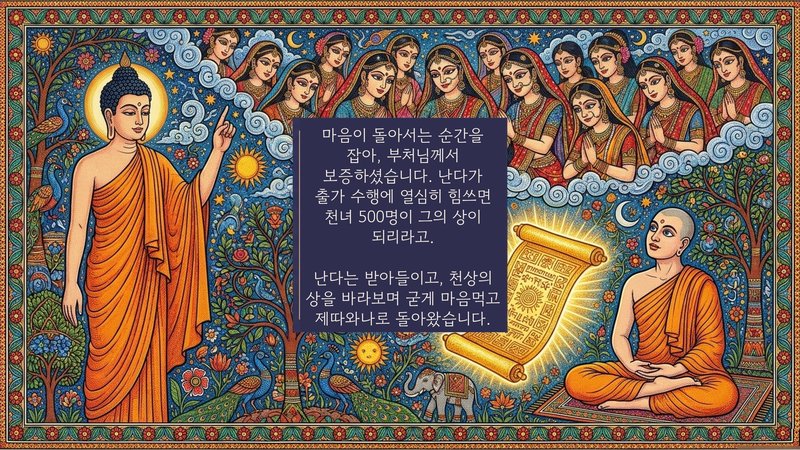 마음이 돌아서는 순간을
잡아, 부처님께서
보증하셨습니다. 난다가
출가 수행에 열심히 힘쓰면
천녀 500명이 그의 상이
되리라고.
난다는 받아들이고, 천상의
상을 바라보며 굳게 마음먹고
제따와나로 돌아왔습니다.